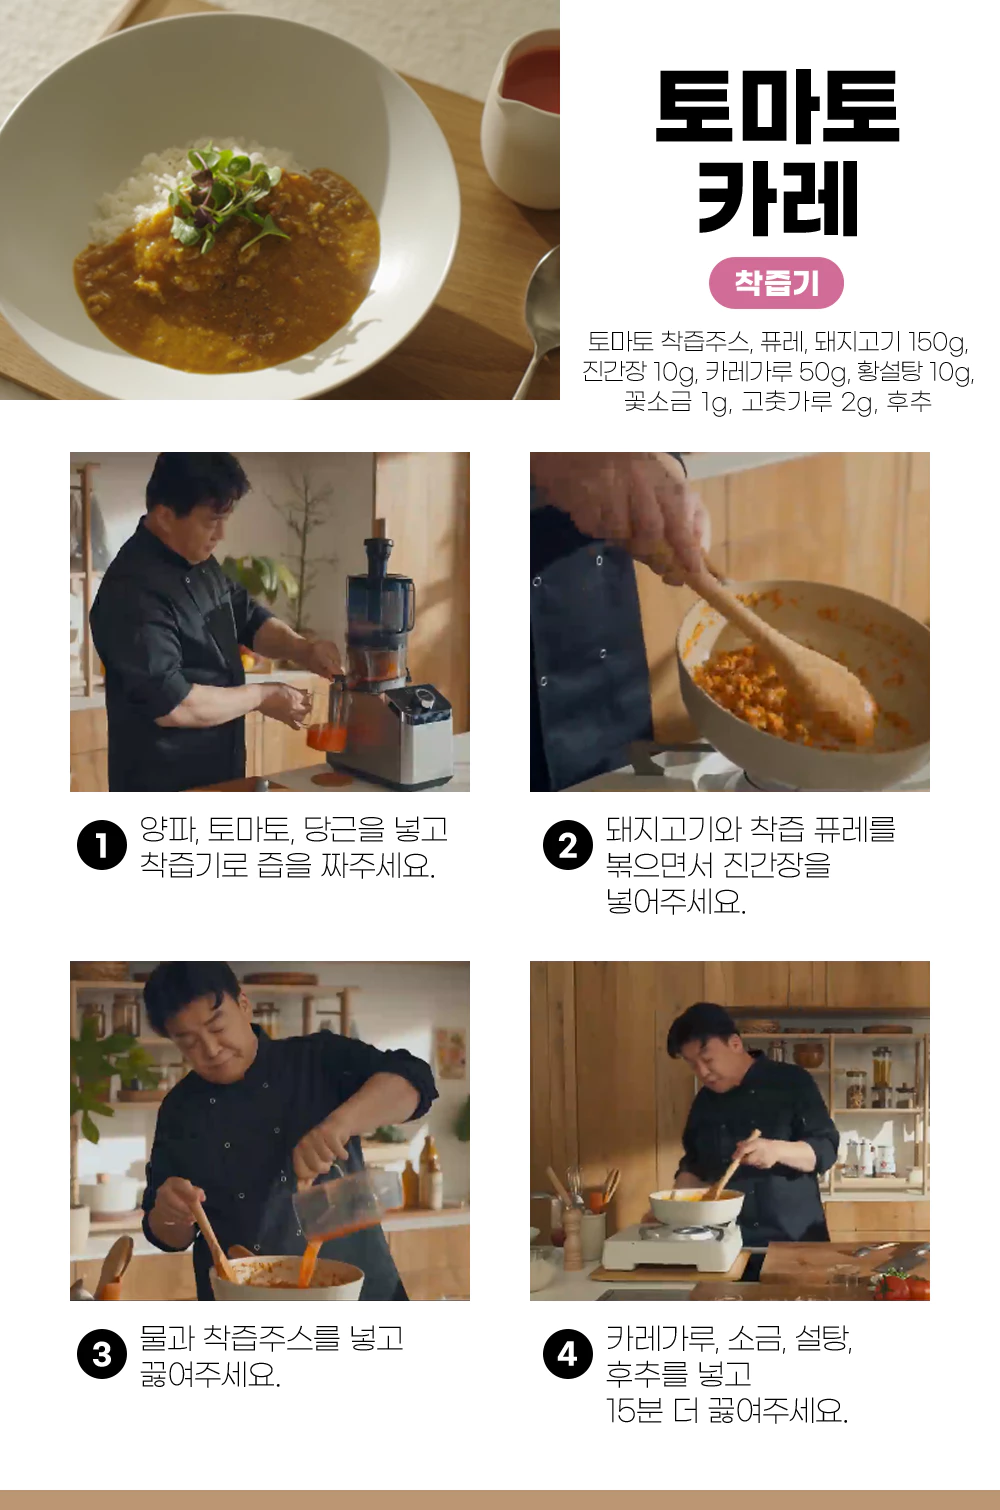 토마토
카레
착즙기
토마토 착즙주스, 퓨레, 돼지고기 150g,
진간장 10g, 카레가루 50g, 황설탕 10g,
꽃소금 1g, 고춧가루 2g, 후추
1 양파, 토마토, 당근을 넣고
착즙기로 즙을 짜주세요.
2 돼지고기와 착즙 퓨레를
볶으면서 진간장을
넣어주세요.
3 물과 착즙주스를 넣고
끓여주세요.
4 카레가루, 소금, 설탕,
후추를 넣고
15분 더 끓여주세요.